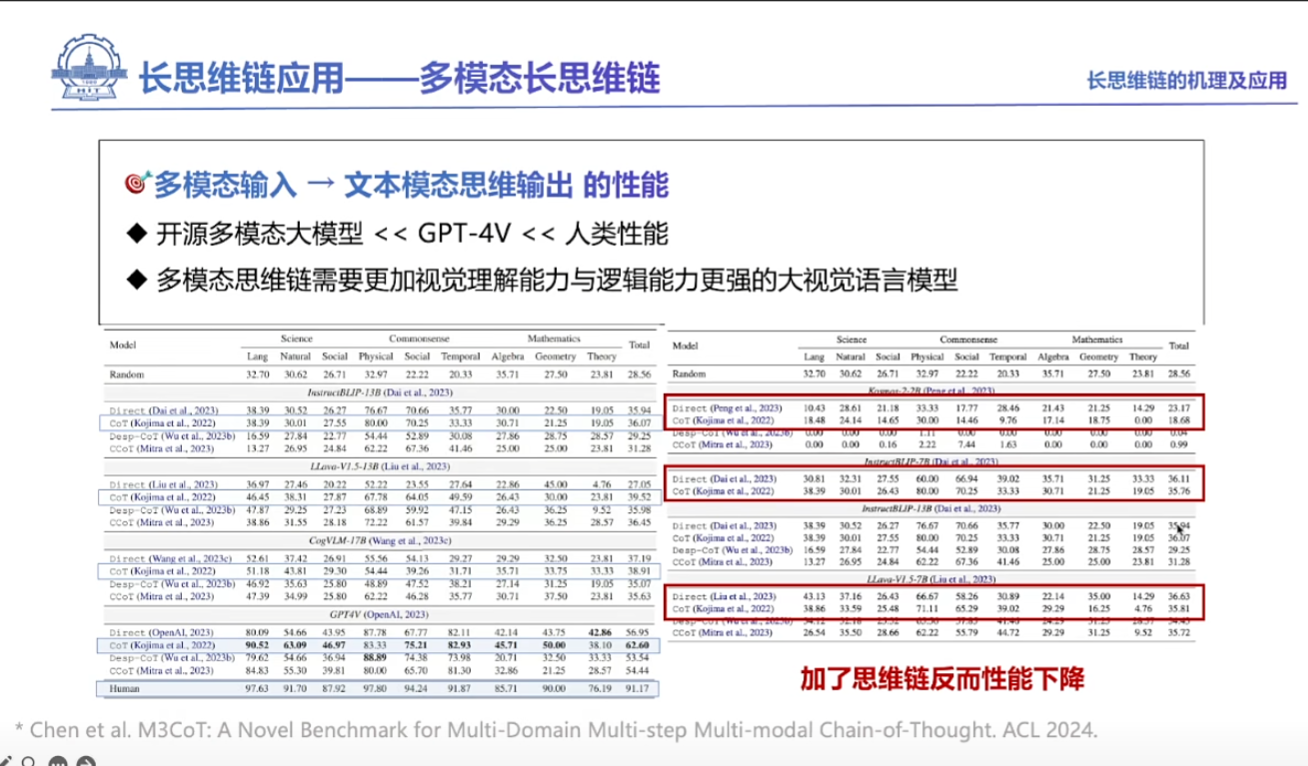 长思维链应用——多模态长思维链
长思维链的机理及应用
HIT
多模态输入 → 文本模态思维输出 的性能
◆ 开源多模态大模型 << GPT-4V << 人类性能
◆ 多模态思维链需要更加视觉理解能力与逻辑能力更强的大视觉语言模型
Model Science Commonsense Mathematics Total
Lang Natural Social Physical Social Temporal Algebra Geometry Theory
Random 32.70 30.62 26.71 32.97 22.22 20.33 35.71 27.50 23.81 28.56
InstructBLIP-13B (Dai et al., 2023)
Direct (Dai et al., 2023) 38.39 30.52 26.27 76.67 70.66 35.77 30.00 22.50 19.05 35.94
CoT (Kojima et al., 2022) 38.39 30.01 27.55 80.00 70.25 33.33 30.71 21.25 19.05 36.07
Desp-CoT (Wu et al., 2023b) 16.59 27.84 22.77 54.44 52.89 30.08 27.86 28.75 28.57 29.25
CCoT (Mitra et al., 2023) 13.27 26.95 24.84 62.22 67.36 41.46 25.00 25.00 23.81 31.28
LLava-V1.5-13B (Liu et al., 2023)
Direct (Liu et al., 2023) 36.97 27.46 20.22 52.22 23.55 27.64 22.86 45.00 4.76 27.05
CoT (Kojima et al., 2022) 46.45 38.31 27.87 67.78 64.05 49.59 26.43 30.00 23.81 39.52
Desp-CoT (Wu et al., 2023b) 47.87 29.25 27.23 68.89 59.92 47.15 26.43 36.25 9.52 35.98
CCoT (Mitra et al., 2023) 38.86 31.55 28.18 72.22 61.57 39.84 29.29 36.25 28.57 36.45
CogVLM-17B (Wang et al., 2023c)
Direct (Wang et al., 2023c) 52.61 37.42 26.91 55.56 54.13 29.27 29.29 32.50 23.81 37.19
CoT (Kojima et al., 2022) 51.18 43.81 29.30 54.44 39.26 31.71 35.71 33.75 33.33 38.91
Desp-CoT (Wu et al., 2023b) 46.92 35.63 25.80 48.89 47.52 38.21 27.14 31.25 19.05 35.07
CCoT (Mitra et al., 2023) 47.39 34.99 25.80 62.22 46.28 35.77 30.71 37.50 23.81 35.63
GPT4V (OpenAI, 2023)
Direct (OpenAI, 2023) 80.09 54.66 43.95 87.78 67.77 82.11 42.14 43.75 42.86 56.95
CoT (Kojima et al., 2022) 90.52 63.09 46.97 83.33 75.21 82.93 45.71 50.00 38.10 62.60
Desp-CoT (Wu et al., 2023b) 79.62 54.66 36.94 88.89 74.38 73.98 20.71 32.50 33.33 53.54
CCoT (Mitra et al., 2023) 84.83 55.30 39.81 80.00 65.70 81.30 32.86 21.25 28.57 54.44
Human 97.63 91.70 87.92 97.80 94.24 91.87 85.71 90.00 76.19 91.17
Model Science Commonsense Mathematics Total
Lang Natural Social Physical Social Temporal Algebra Geometry Theory
Random 32.70 30.62 26.71 32.97 22.22 20.33 35.71 27.50 23.81 28.56
Kosmos-2-2B (Peng et al., 2023)
Direct (Peng et al., 2023) 10.43 28.61 21.18 33.33 17.77 28.46 21.43 21.25 14.29 23.17
CoT (Kojima et al., 2022) 18.48 24.14 14.65 30.00 14.46 9.76 17.14 18.75 0.00 18.68
Desp-CoT (Wu et al., 2023b) 0.00 0.00 0.00 1.11 0.00 0.00 0.00 0.00 0.00 0.04
CCoT (Mitra et al., 2023) 0.00 0.00 0.16 2.22 7.44 1.63 0.00 0.00 0.00 0.99
InstructBLIP-7B (Dai et al., 2023)
Direct (Dai et al., 2023) 30.81 32.31 27.55 60.00 66.94 39.02 35.71 31.25 33.33 36.11
CoT (Kojima et al., 2022) 38.39 30.01 26.43 80.00 70.25 33.33 30.71 21.25 19.05 35.76
InstructBLIP-13B (Dai et al., 2023)
Direct (Dai et al., 2023) 38.39 30.52 26.27 76.67 70.66 35.77 30.00 22.50 19.05 35.94
CoT (Kojima et al., 2022) 38.39 30.01 27.55 80.00 70.25 33.33 30.71 21.25 19.05 36.07
Desp-CoT (Wu et al., 2023b) 16.59 27.84 22.77 54.44 52.89 30.08 27.86 28.75 28.57 29.25
CCoT (Mitra et al., 2023) 13.27 26.95 24.84 62.22 67.36 41.46 25.00 25.00 23.81 31.28
LLava-V1.5-7B (Liu et al., 2023)
Direct (Liu et al., 2023) 43.13 37.16 26.43 66.67 58.26 30.89 22.14 35.00 14.29 36.63
CoT (Kojima et al., 2022) 38.86 33.59 25.48 71.11 65.29 39.02 29.29 16.25 4.76 35.81
CCoT (Mitra et al., 2023) 26.54 35.50 28.66 62.22 55.79 44.72 29.29 31.25 9.52 35.72
加了思维链反而性能下降
* Chen et al. M3CoT: A Novel Benchmark for Multi-Domain Multi-step Multi-modal Chain-of-Thought. ACL 2024.